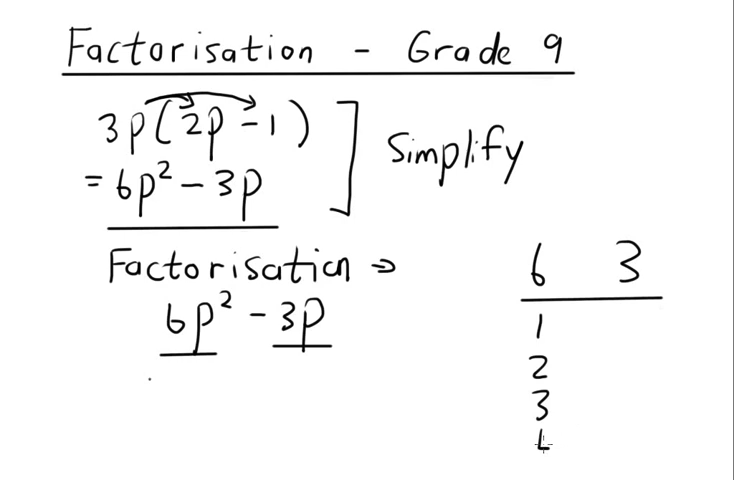 Factorisation - Grade 9
3p(2p-1)
= 6p² - 3p
Simplify
Factorisation →
6p² - 3p
6 3
1
2
3